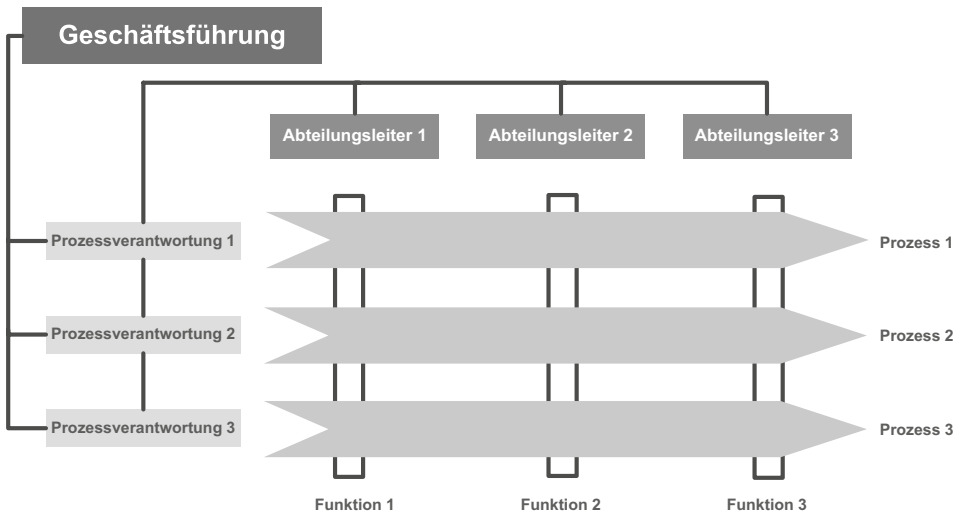 Geschäftsführung
Abteilungsleiter 1
Abteilungsleiter 2
Abteilungsleiter 3
Prozessverantwortung 1
Prozess 1
Prozessverantwortung 2
Prozess 2
Prozessverantwortung 3
Prozess 3
Funktion 1
Funktion 2
Funktion 3